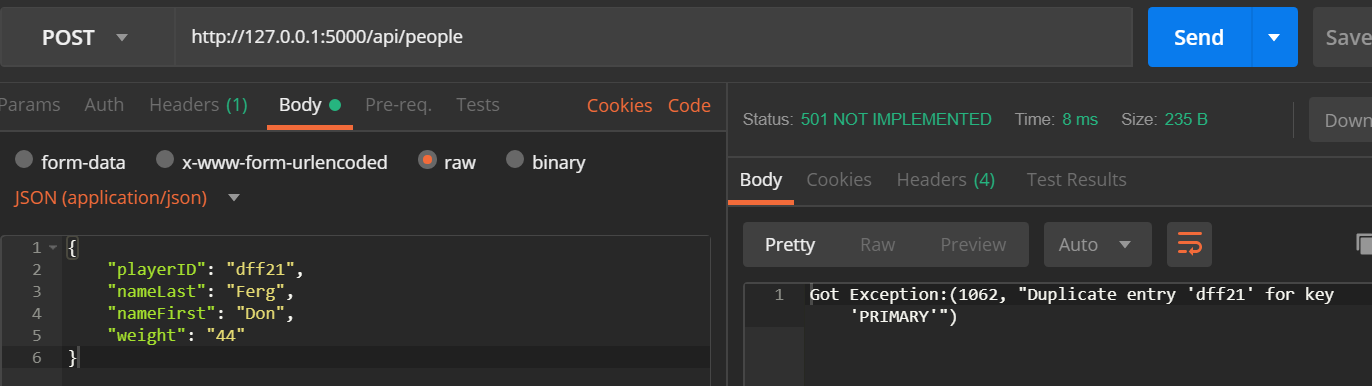 POST http://127.0.0.1:5000/api/people Send Save
Params Auth Headers (1) Body Pre-req. Tests Cookies Code
form-data x-www-form-urlencoded raw binary
JSON (application/json)
1 {
2 "playerID": "dff21",
3 "nameLast": "Ferg",
4 "nameFirst": "Don",
5 "weight": "44"
6 }
Status: 501 NOT IMPLEMENTED Time: 8 ms Size: 235 B Down
Body Cookies Headers (4) Test Results
Pretty Raw Preview Auto
1 Got Exception:(1062, "Duplicate entry 'dff21' for key
'PRIMARY'")